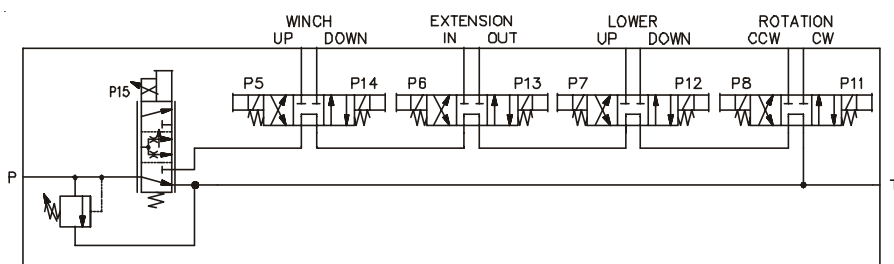 WINCH EXTENSION LOWER ROTATION
UP DOWN IN OUT UP DOWN CCW CW
P5 P14 P6 P13 P7 P12 P8 P11
P15
P T